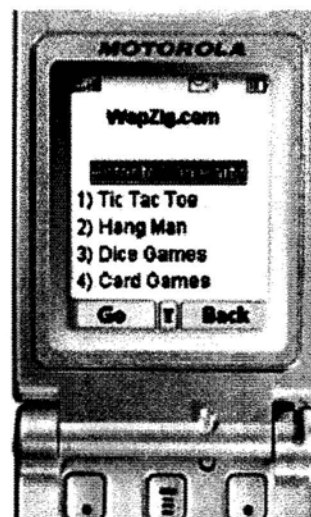 MOTOROLA
WapZig.com
1) Tic Tac Toe
2) Hang Man
3) Dice Games
4) Card Games
Go Back